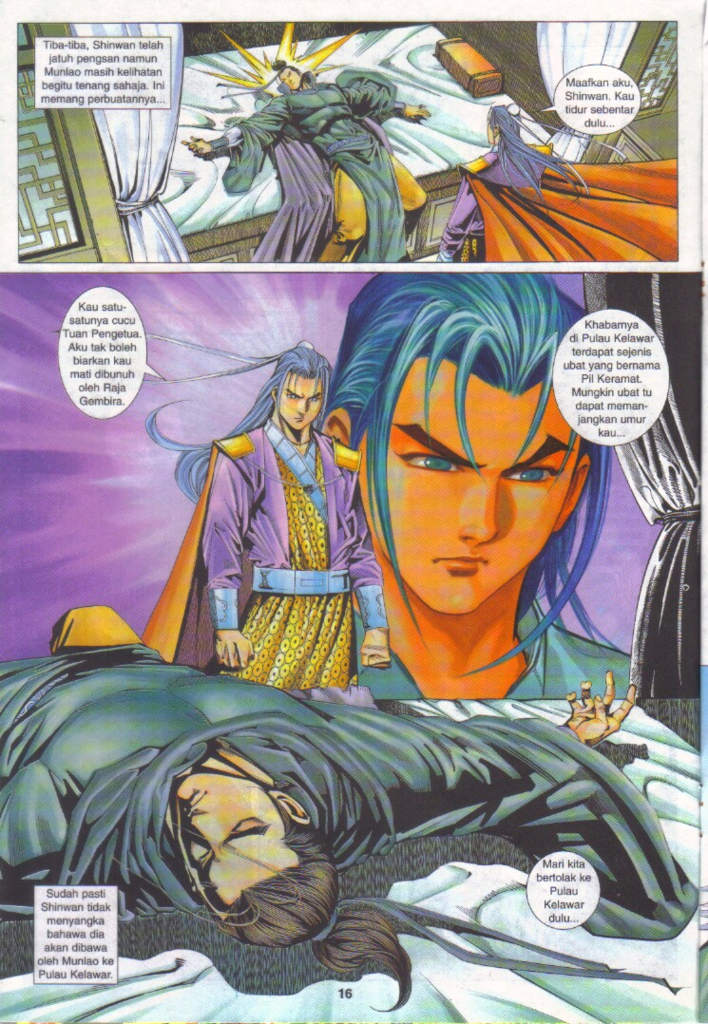 Tiba-tiba, Shinwan telah
jatuh pengsan namun
Munlao masih kelihatan
begitu tenang sahaja. Ini
memang perbuatannya...
Maafkan aku,
Shinwan. Kau
tidur sebentar
dulu...
Kau satu-
satunya cucu
Tuan Pengetua.
Aku tak boleh
biarkan kau
mati dibunuh
oleh Raja
Gembira.
Khabarnya
di Pulau Kelawar
terdapat sejenis
ubat yang bernama
Pil Keramat.
Mungkin ubat tu
dapat meman-
jangkan umur
kau...
Mari kita
bertolak ke
Pulau
Kelawar
dulu...
Sudah pasti
Shinwan tidak
menyangka
bahawa dia
akan dibawa
oleh Munlao ke
Pulau Kelawar.
16